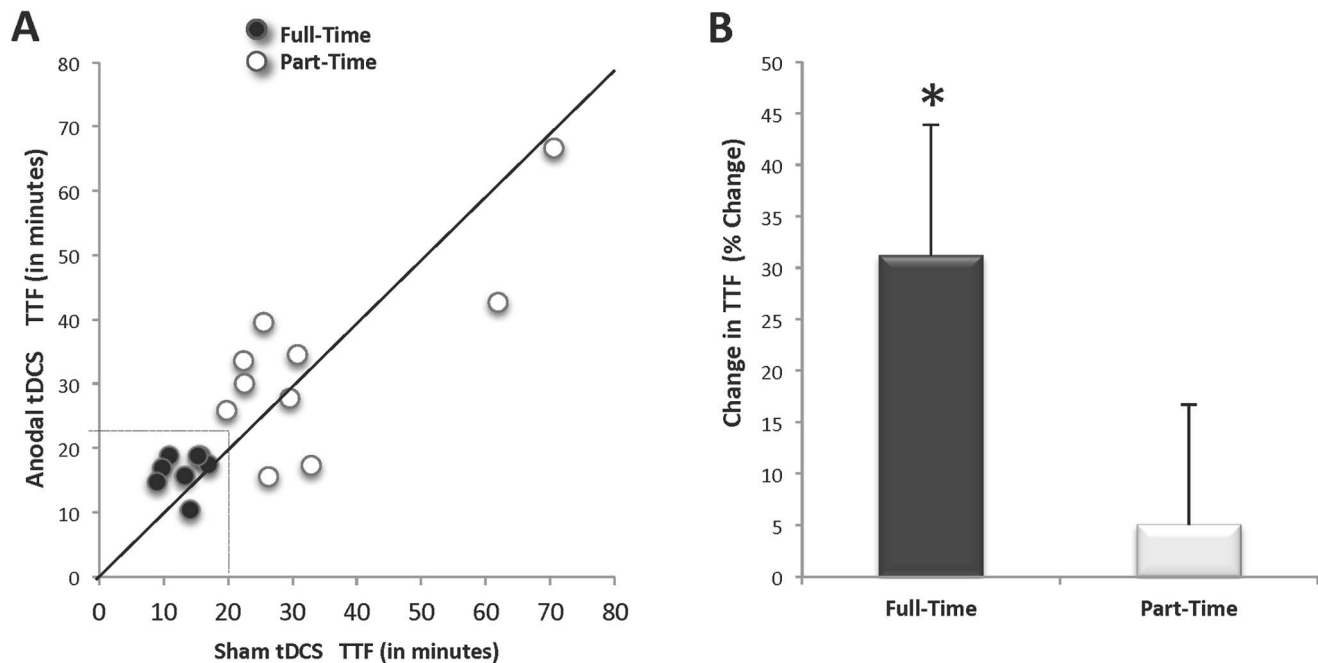 A
Full-Time
Part-Time
80
70
60
50
40
30
20
10
0
Anodal tDCS TTF (in minutes)
0 10 20 30 40 50 60 70 80
Sham tDCS TTF (in minutes)
B
50
45
40
35
30
25
20
15
10
5
0
Change in TTF (% Change)
*
Full-Time Part-Time